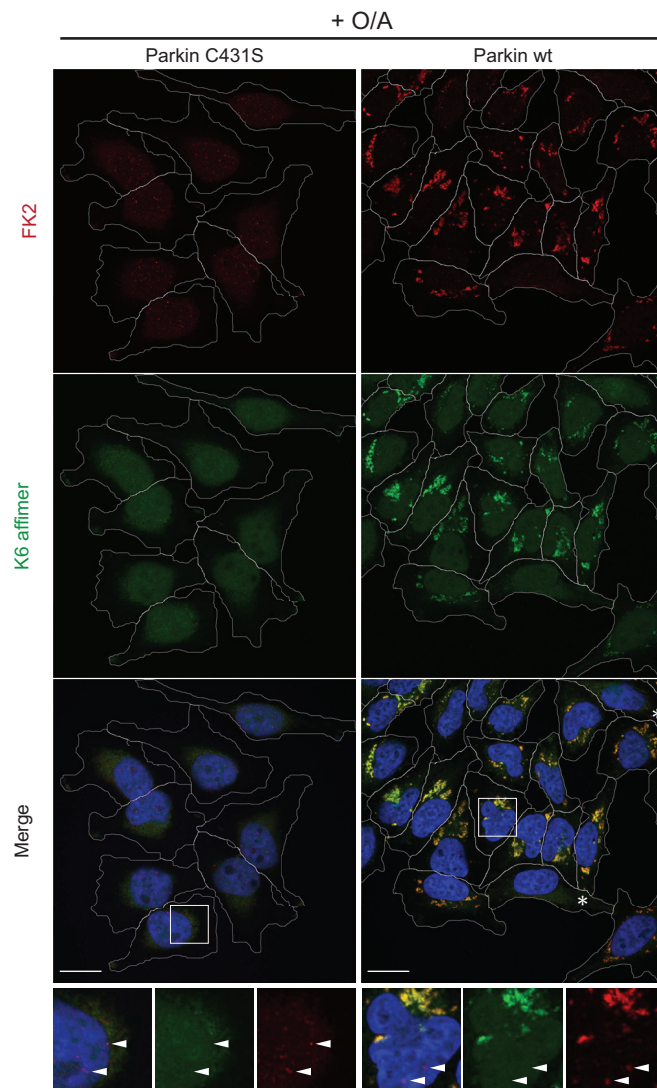 + O/A
Parkin C431S
Parkin wt
FK2
K6 affimer
Merge
*
*